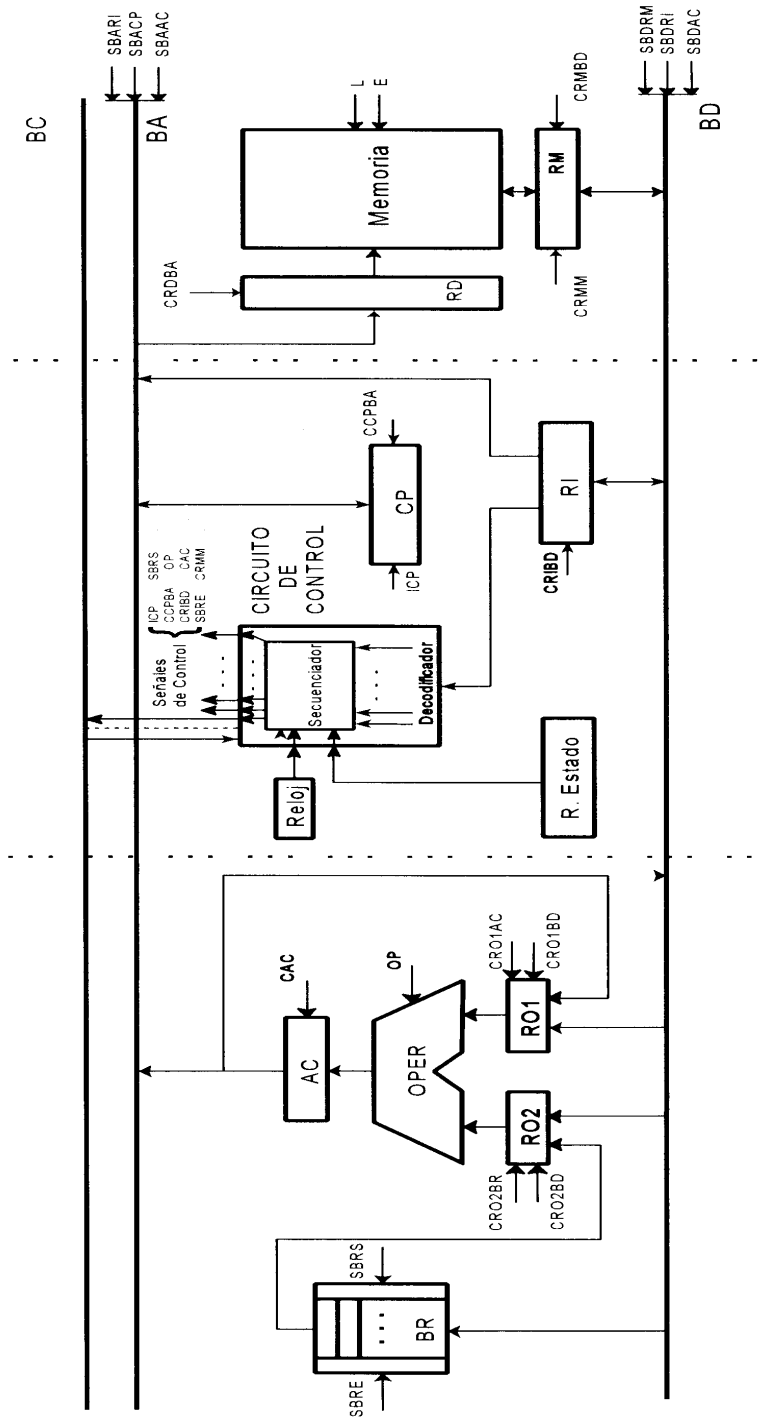 BC
SBARI
SBACP
SBAAC
BA
CRDBA
RD
Memoria
L
E
CRMM
RM
CRMBD
SBDRM
SBDRI
SBDAC
BD
Señales
de Control
ICP SBRS
CCPBA OP
CRIBD CAC
SBRE CRMM
CIRCUITO
DE
CONTROL
Secuenciador
Decodificador
Reloj
R. Estado
ICP
CP
CCPBA
CRIBD
RI
CAC
AC
OP
OPER
CRO1AC
CRO1BD
RO1
RO2
CRO2BR
CRO2BD
SBRE
SBRS
BR